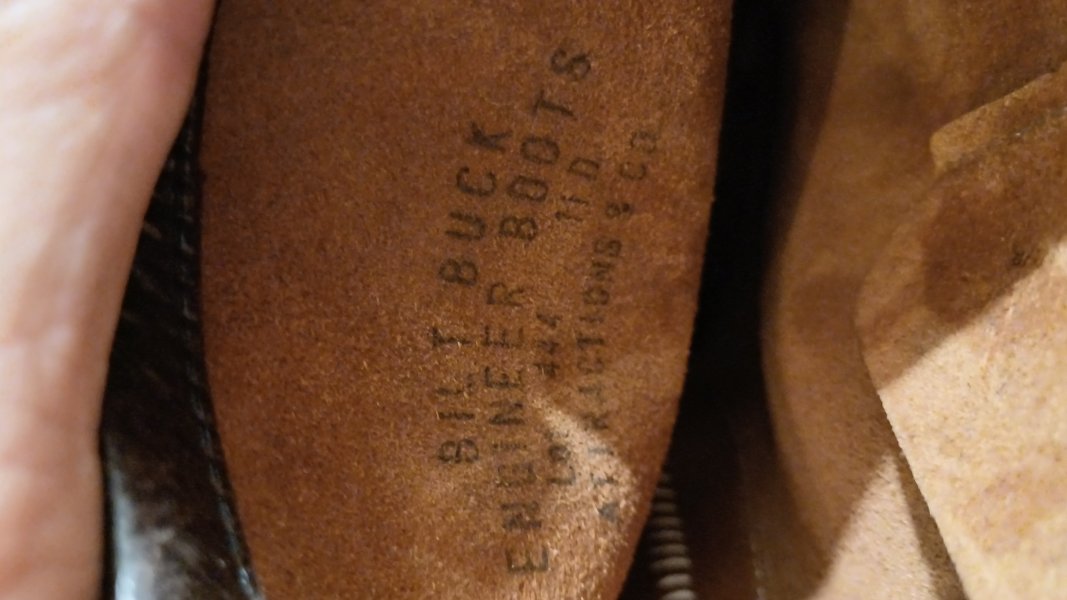 BILT BUCK
ENGINEER BOOTS
Lot 444 11 D
ATTRACTIONS & Co.